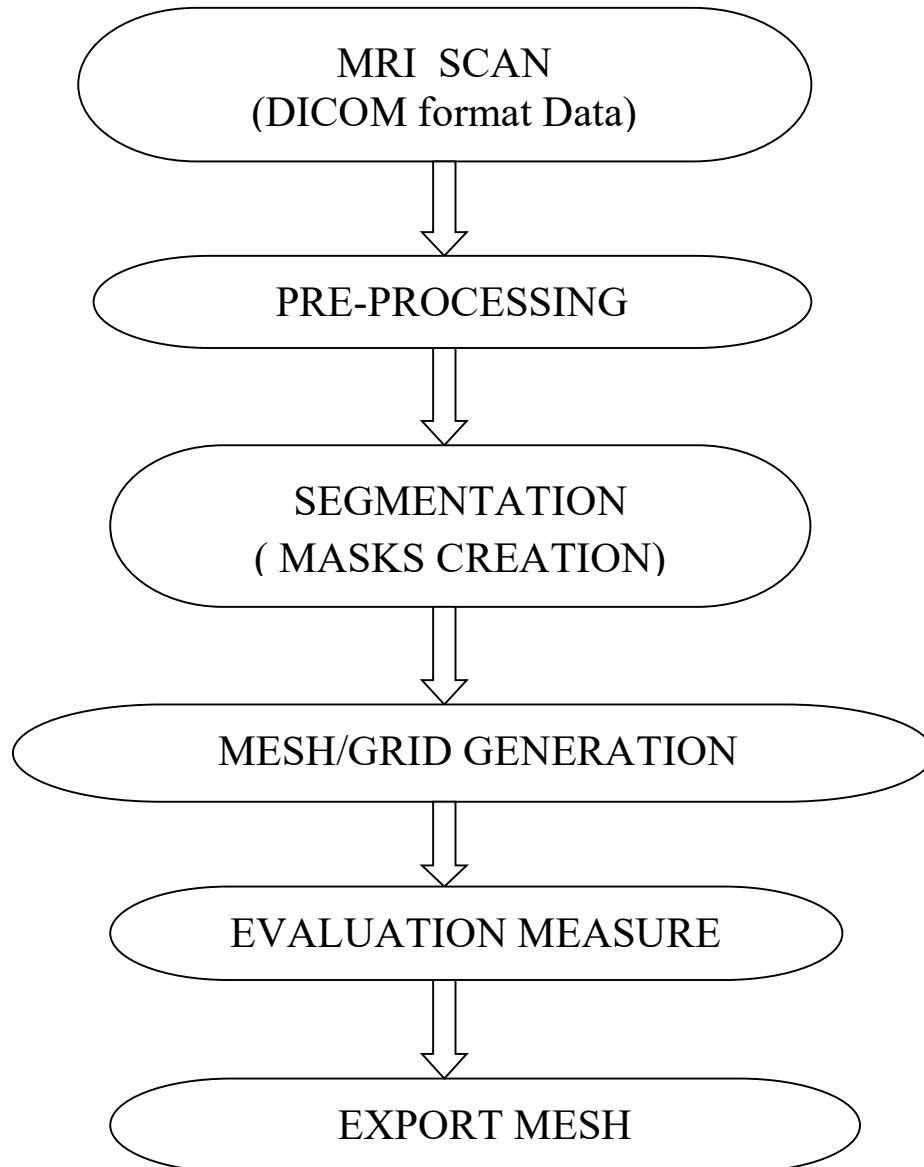 MRI SCAN
(DICOM format Data)
PRE-PROCESSING
SEGMENTATION
( MASKS CREATION)
MESH/GRID GENERATION
EVALUATION MEASURE
EXPORT MESH